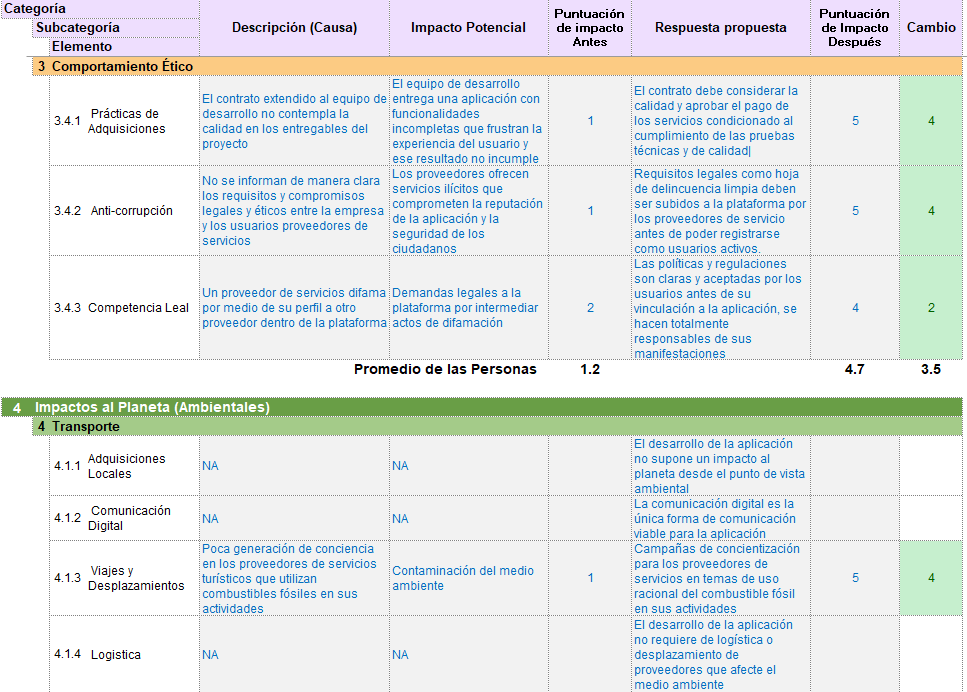 Categoría
Subcategoría
Elemento
Descripción (Causa)
Impacto Potencial
Puntuación
de impacto
Antes
Respuesta propuesta
Puntuación
de Impacto
Después
Cambio
3 Comportamiento Ético
3.4.1
Prácticas de
Adquisiciones
El contrato extendido al equipo de
desarrollo no contempla la
calidad en los entregables del
proyecto
El equipo de desarrollo
entrega una aplicación con
funcionalidades
incompletas que frustran la
experiencia del usuario y
ese resultado no incumple
1
El contrato debe considerar la
calidad y aprobar el pago de
los servicios condicionado al
cumplimiento de las pruebas
técnicas y de calidad
5
4
3.4.2
Anti-corrupción
No se informan de manera clara
los requisitos y compromisos
legales y éticos entre la empresa
y los usuarios proveedores de
servicios
Los proveedores ofrecen
servicios ilícitos que
comprometen la reputación
de la aplicación y la
seguridad de los
ciudadanos
1
Requisitos legales como hoja
de delincuencia limpia deben
ser subidos a la plataforma por
los proveedores de servicio
antes de poder registrarse
como usuarios activos.
5
4
3.4.3
Competencia Leal
Un proveedor de servicios difama
por medio de su perfil a otro
proveedor dentro de la plataforma
Demandas legales a la
plataforma por intermediar
actos de difamación
2
Las políticas y regulaciones
son claras y aceptadas por los
usuarios antes de su
vinculación a la aplicación, se
hacen totalmente
responsables de sus
manifestaciones
4
2
Promedio de las Personas
1.2
4.7
3.5
4 Impactos al Planeta (Ambientales)
4 Transporte
4.1.1
Adquisiciones
Locales
NA
NA
El desarrollo de la aplicación
no supone un impacto al
planeta desde el punto de vista
ambiental
4.1.2
Comunicación
Digital
NA
NA
La comunicación digital es la
única forma de comunicación
viable para la aplicación
4.1.3
Viajes y
Desplazamientos
Poca generación de conciencia
en los proveedores de servicios
turísticos que utilizan
combustibles fósiles en sus
actividades
Contaminación del medio
ambiente
1
Campañas de concientización
para los proveedores de
servicios en temas de uso
racional del combustible fósil
en sus actividades
5
4
4.1.4
Logistica
NA
NA
El desarrollo de la aplicación
no requiere de logística o
desplazamiento de
proveedores que afecte el
medio ambiente